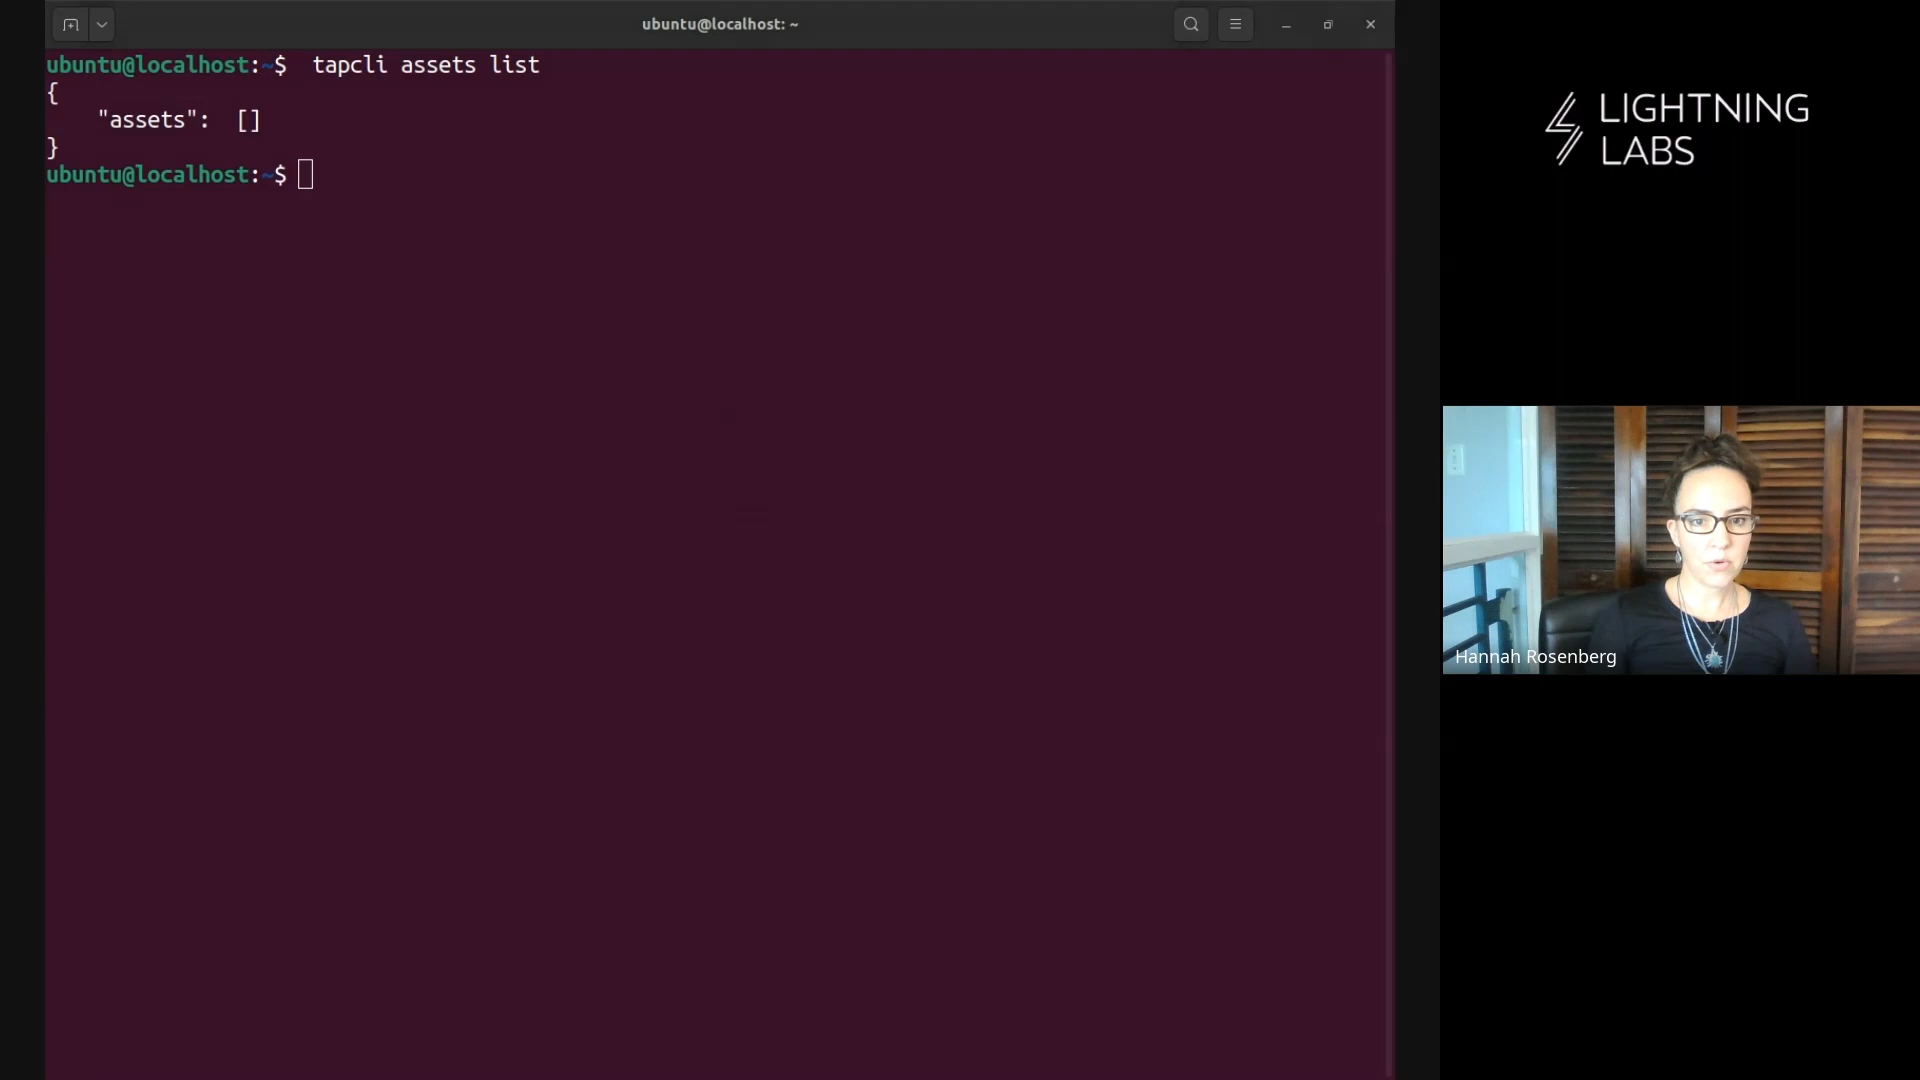 ubuntu@localhost: ~
ubuntu@localhost:~$  tapcli assets list
{
    "assets":  []
}
ubuntu@localhost:~$
LIGHTNING
LABS
Hannah Rosenberg